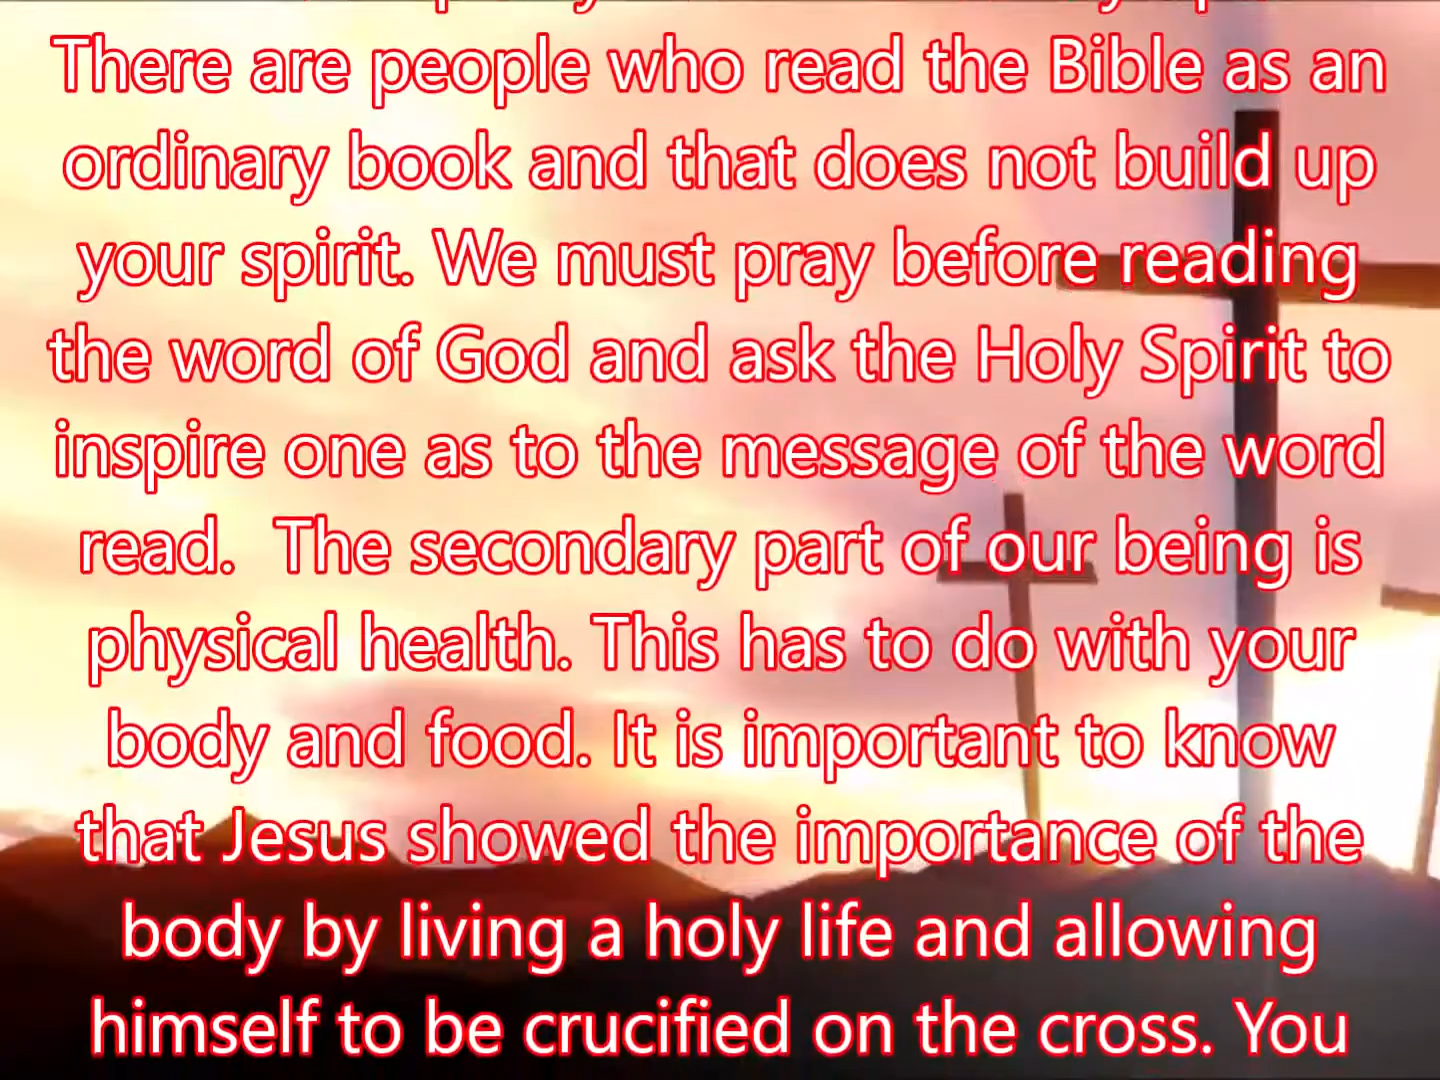 There are people who read the Bible as an
ordinary book and that does not build up
your spirit. We must pray before reading
the word of God and ask the Holy Spirit to
inspire one as to the message of the word
read. The secondary part of our being is
physical health. This has to do with your
body and food. It is important to know
that Jesus showed the importance of the
body by living a holy life and allowing
himself to be crucified on the cross. You